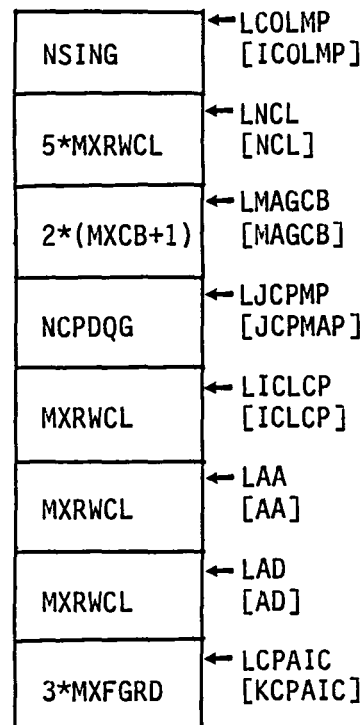 LCOLMP
NSING [ICOLMP]
LNCL
5*MXRWCL [NCL]
LMAGCB
2*(MXCB+1) [MAGCB]
LJCPMP
NCPDQG [JCPMAP]
LICLCP
MXRWCL [ICLCP]
LAA
MXRWCL [AA]
LAD
MXRWCL [AD]
LCPAIC
3*MXFGRD [KCPAIC]